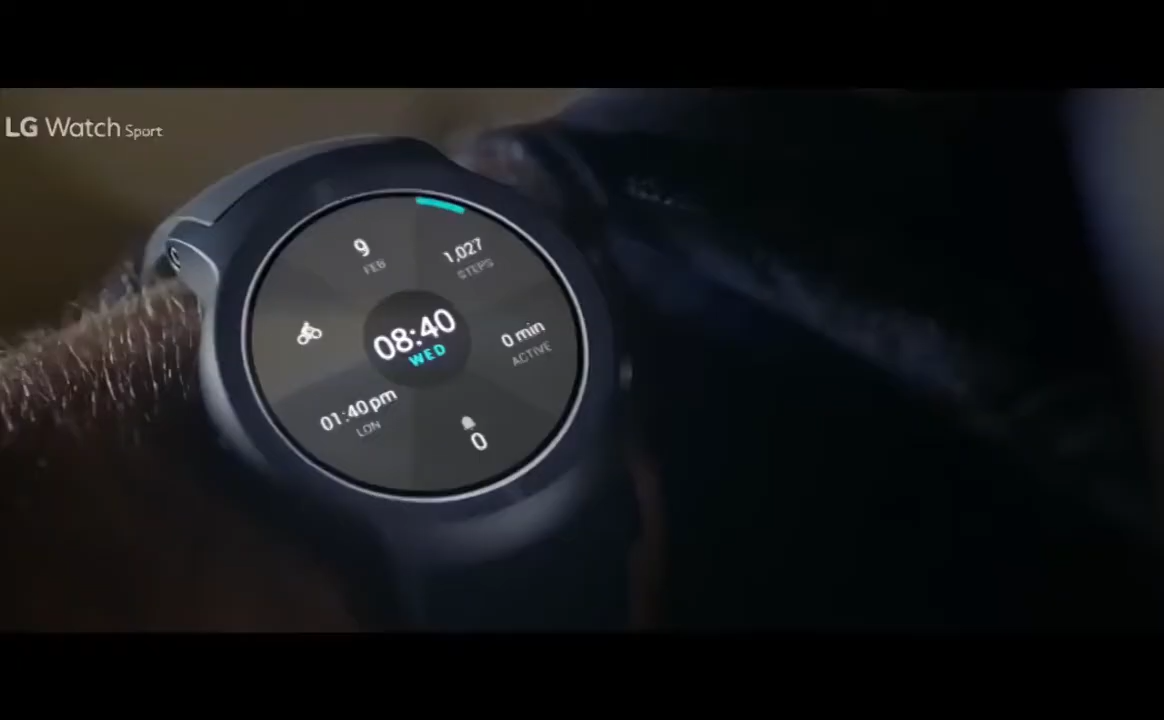 LG Watch Sport
9
FEB
1,027
STEPS
08:40
WED
0 min
ACTIVE
01:40 pm
LON
0